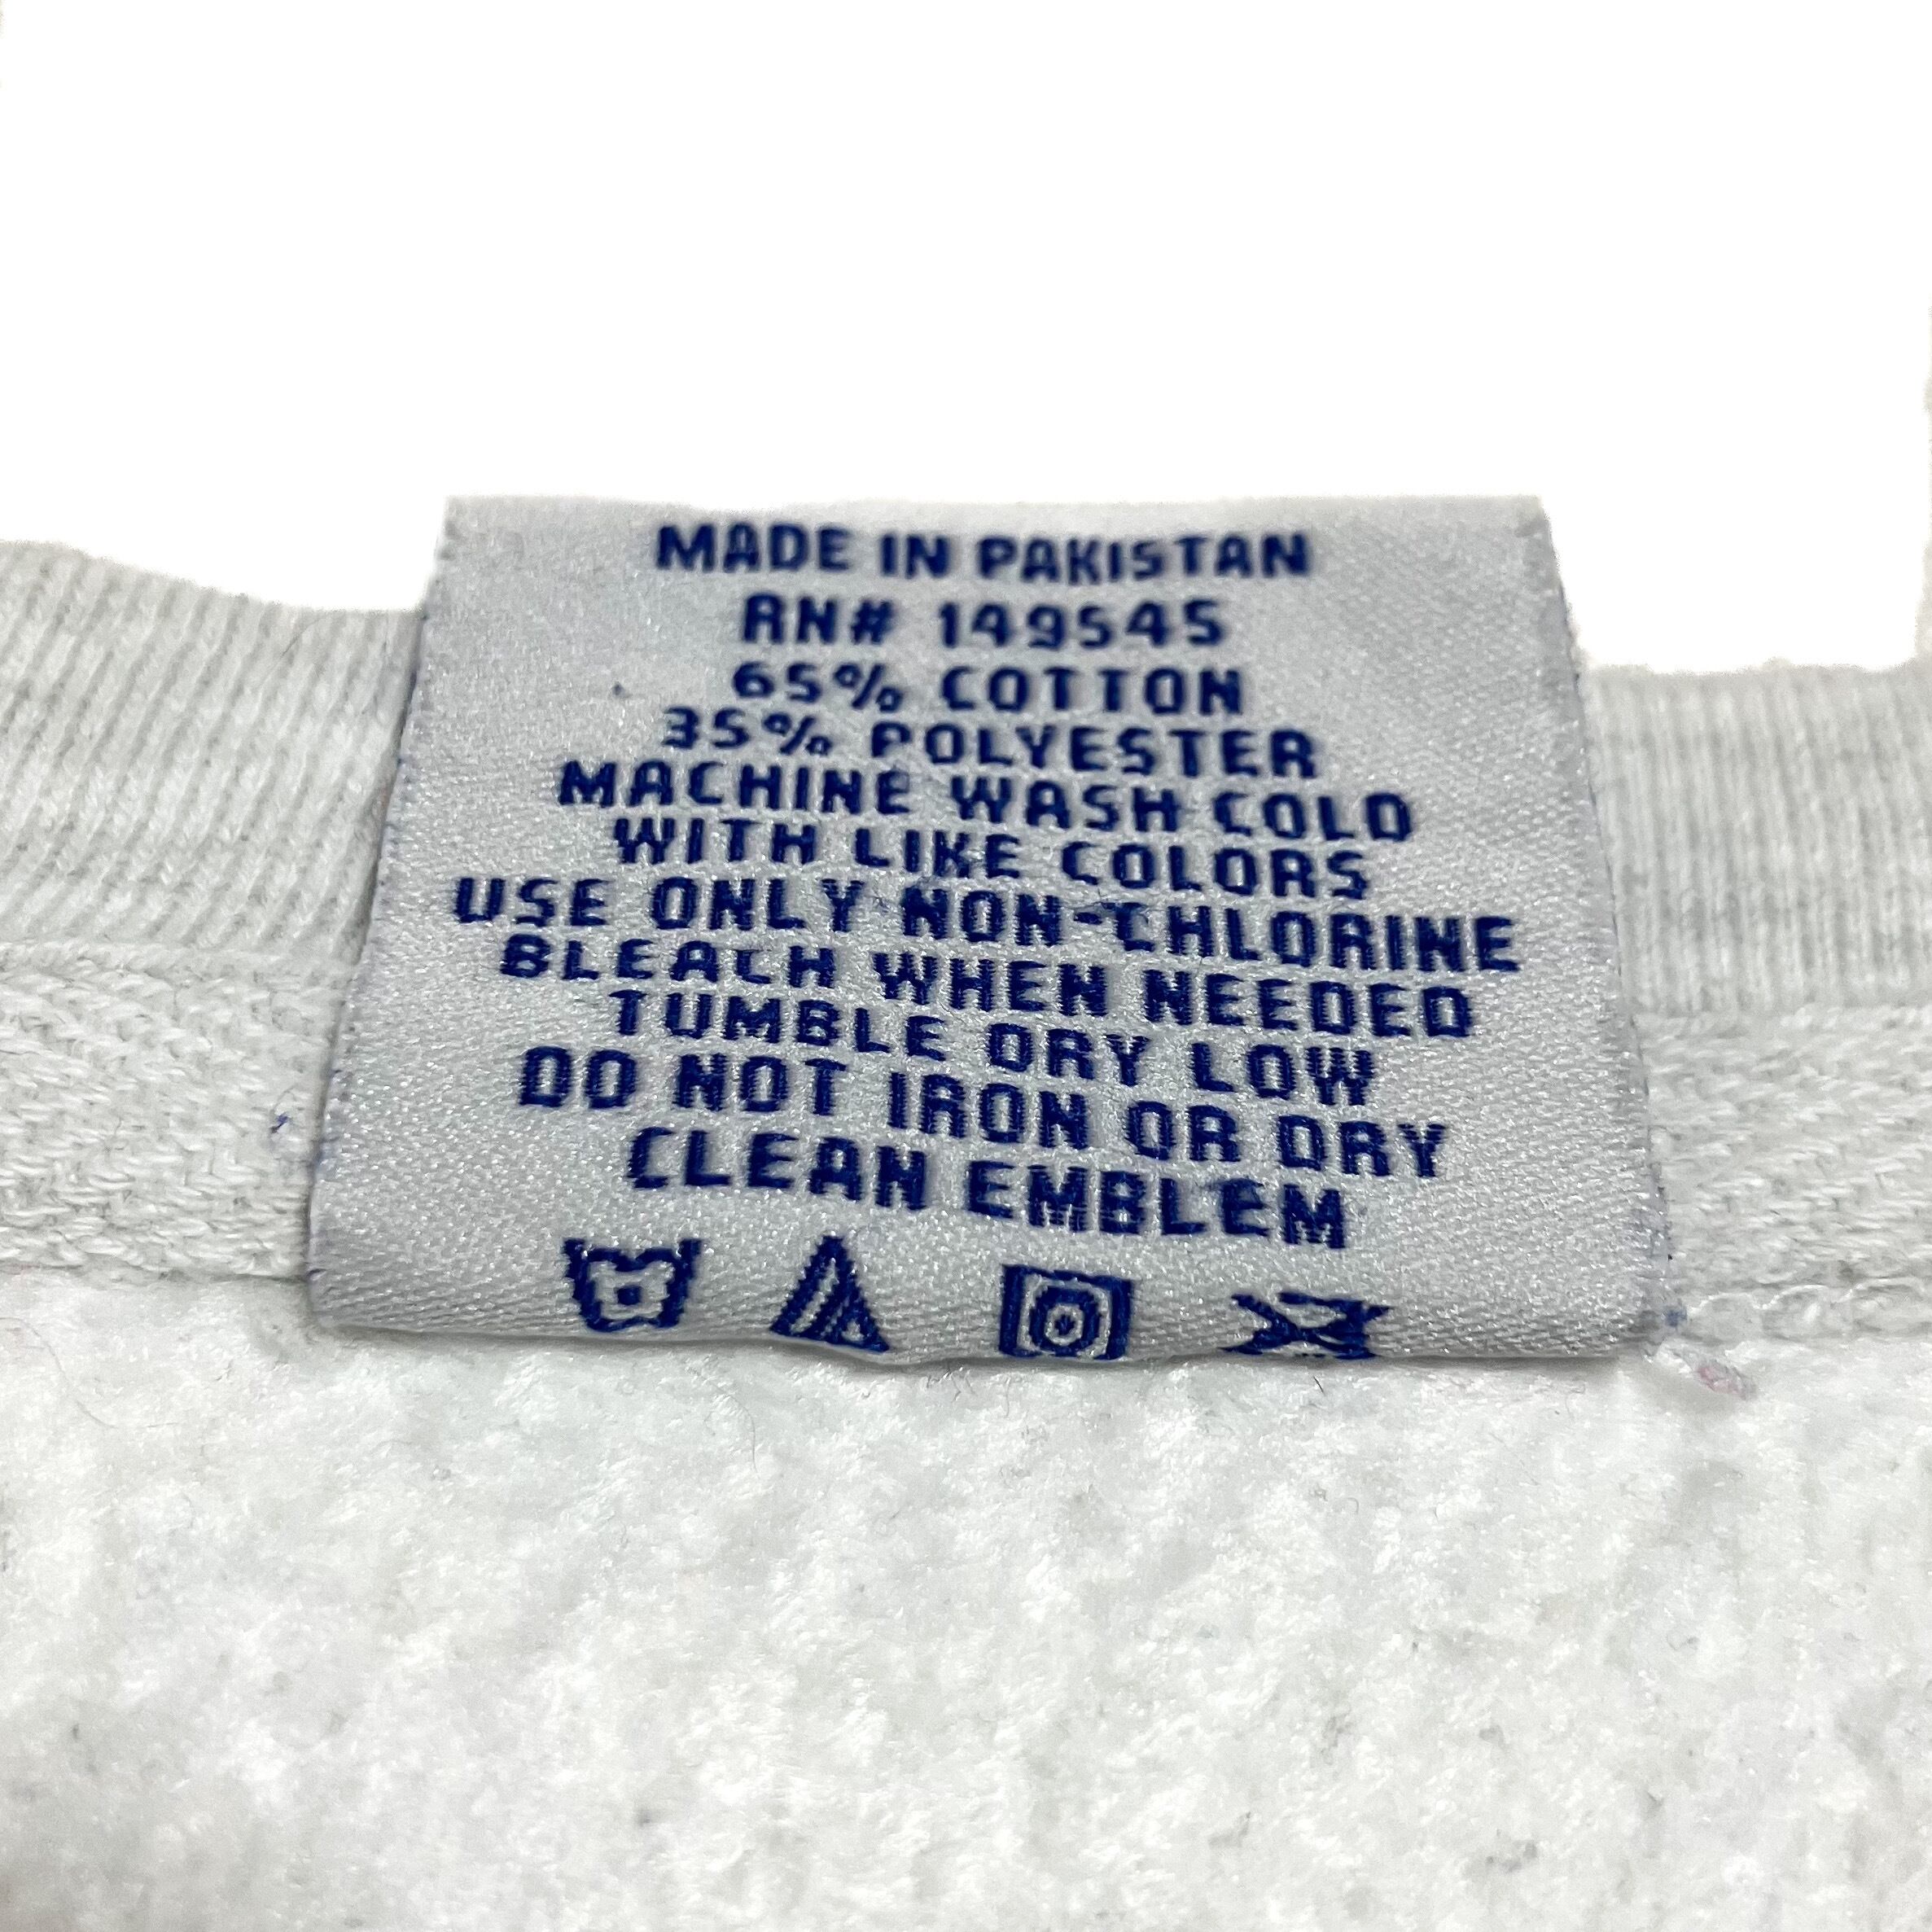 MADE IN PAKISTAN
RN# 149545
65% COTTON
35% POLYESTER
MACHINE WASH COLD
WITH LIKE COLORS
USE ONLY NON-CHLORINE
BLEACH WHEN NEEDED
TUMBLE DRY LOW
DO NOT IRON OR DRY
CLEAN EMBLEM